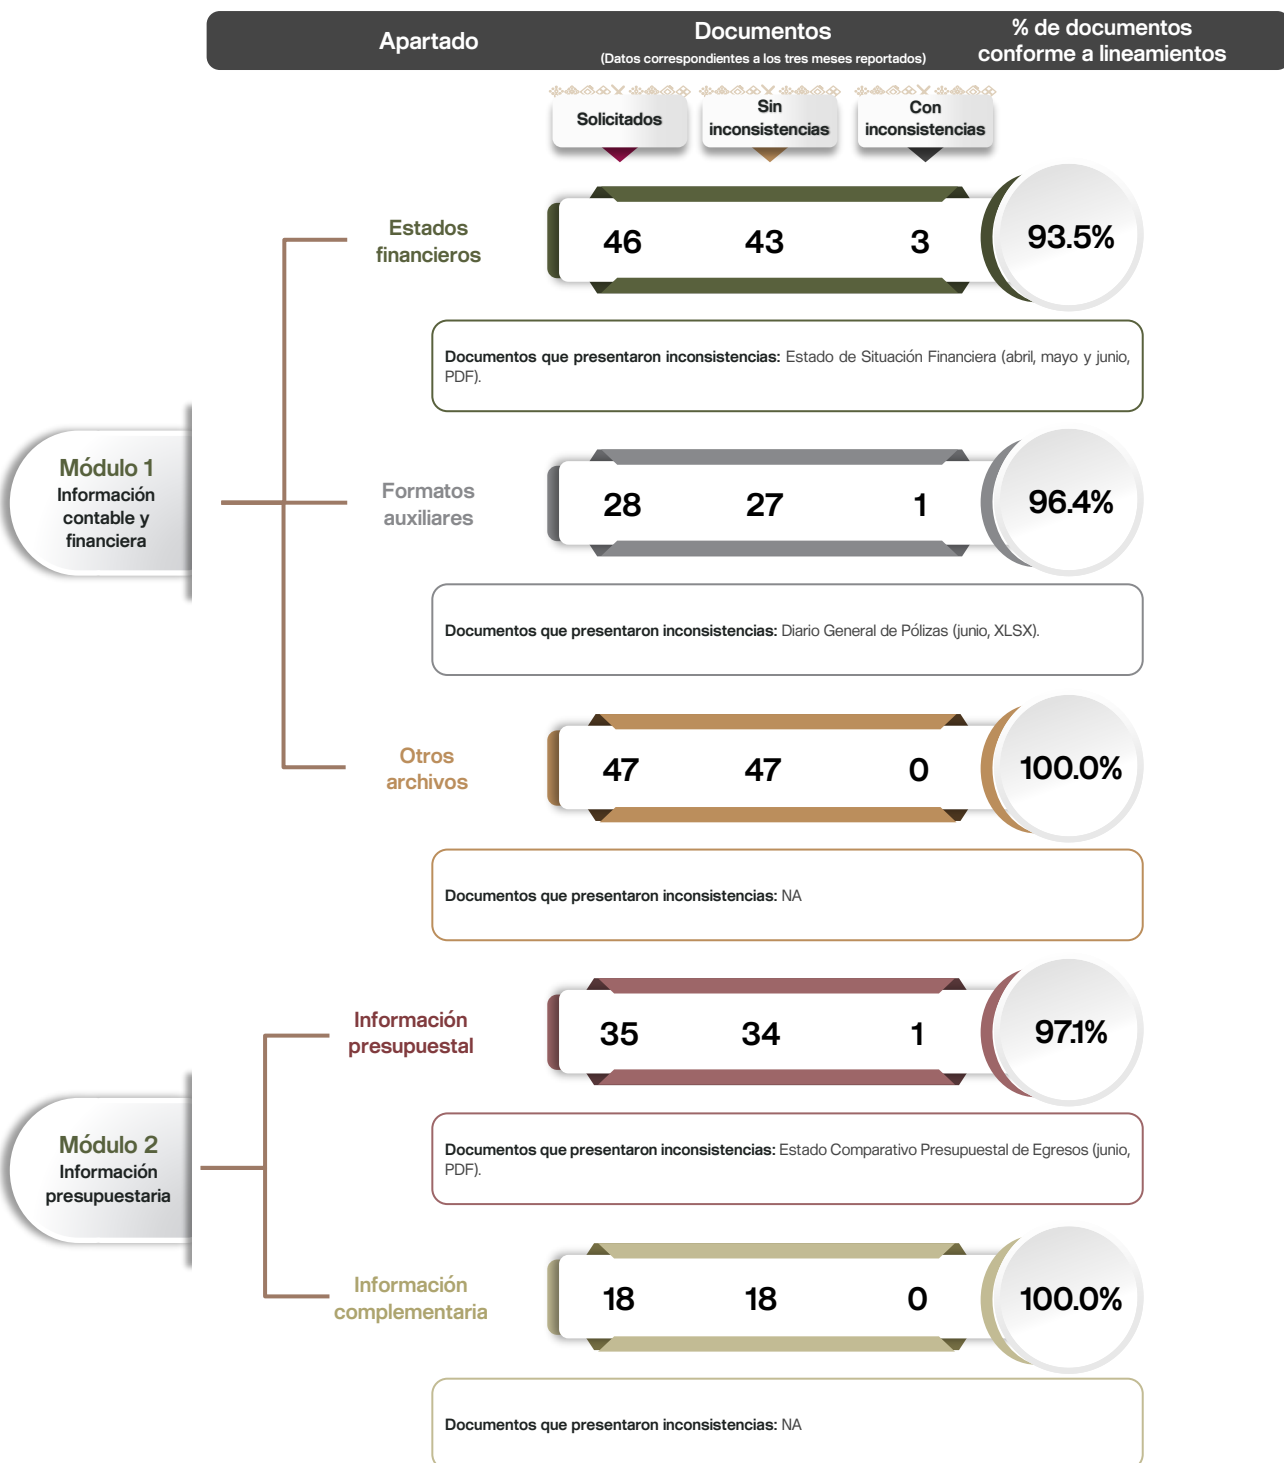 Apartado
Documentos
(Datos correspondientes a los tres meses reportados)
% de documentos
conforme a lineamientos
Solicitados
Sin
inconsistencias
Con
inconsistencias
Módulo 1
Información
contable y
financiera
Estados
financieros
46 43 3 93.5%
Documentos que presentaron inconsistencias: Estado de Situación Financiera (abril, mayo y junio,
PDF).
Formatos
auxiliares
28 27 1 96.4%
Documentos que presentaron inconsistencias: Diario General de Pólizas (junio, XLSX).
Otros
archivos
47 47 0 100.0%
Documentos que presentaron inconsistencias: NA
Módulo 2
Información
presupuestaria
Información
presupuestal
35 34 1 97.1%
Documentos que presentaron inconsistencias: Estado Comparativo Presupuestal de Egresos (junio,
PDF).
Información
complementaria
18 18 0 100.0%
Documentos que presentaron inconsistencias: NA